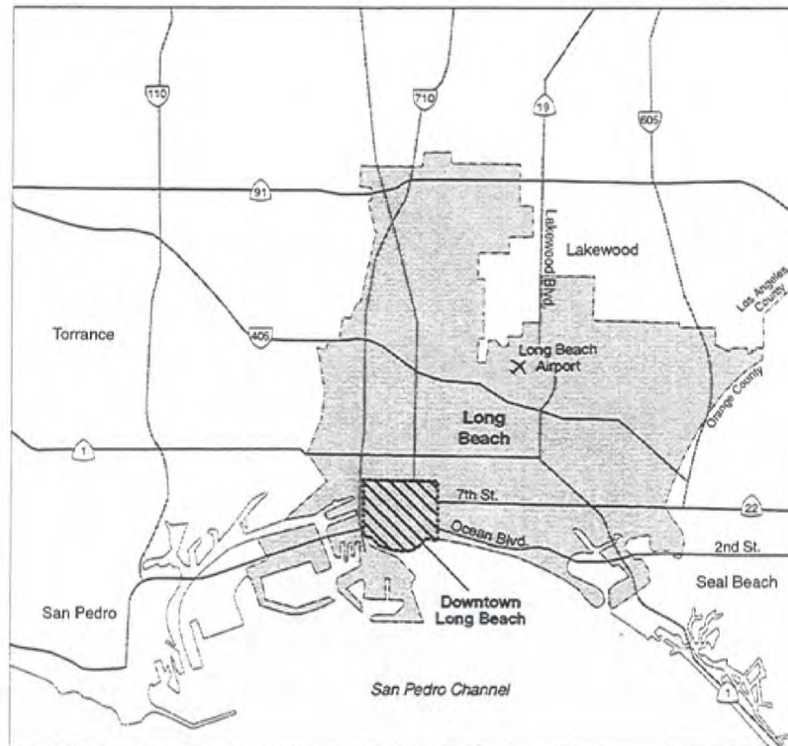 110
710
19
605
91
Lakewood Blvd.
Lakewood
Los Angeles
County
Torrance
405
Long Beach
Airport
Orange County
Long
Beach
1
7th St.
22
Ocean Blvd.
2nd St.
Seal Beach
San Pedro
Downtown
Long Beach
San Pedro Channel
1